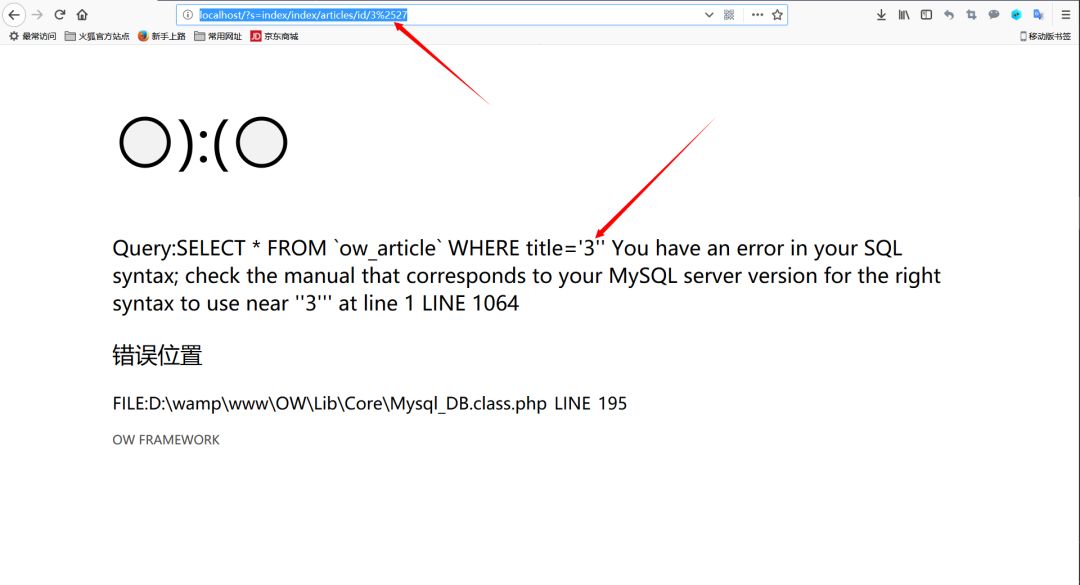 localhost/?s=index/index/articles/id/3%2527
最常访问 火狐官方站点 新手上路 常用网址 JD 京东商城 移动版书签
O):(O
Query:SELECT * FROM `ow_article` WHERE title='3'' You have an error in your SQL
syntax; check the manual that corresponds to your MySQL server version for the right
syntax to use near ''3''' at line 1 LINE 1064
错误位置
FILE:D:\wamp\www\OW\Lib\Core\Mysql_DB.class.php LINE 195
OW FRAMEWORK